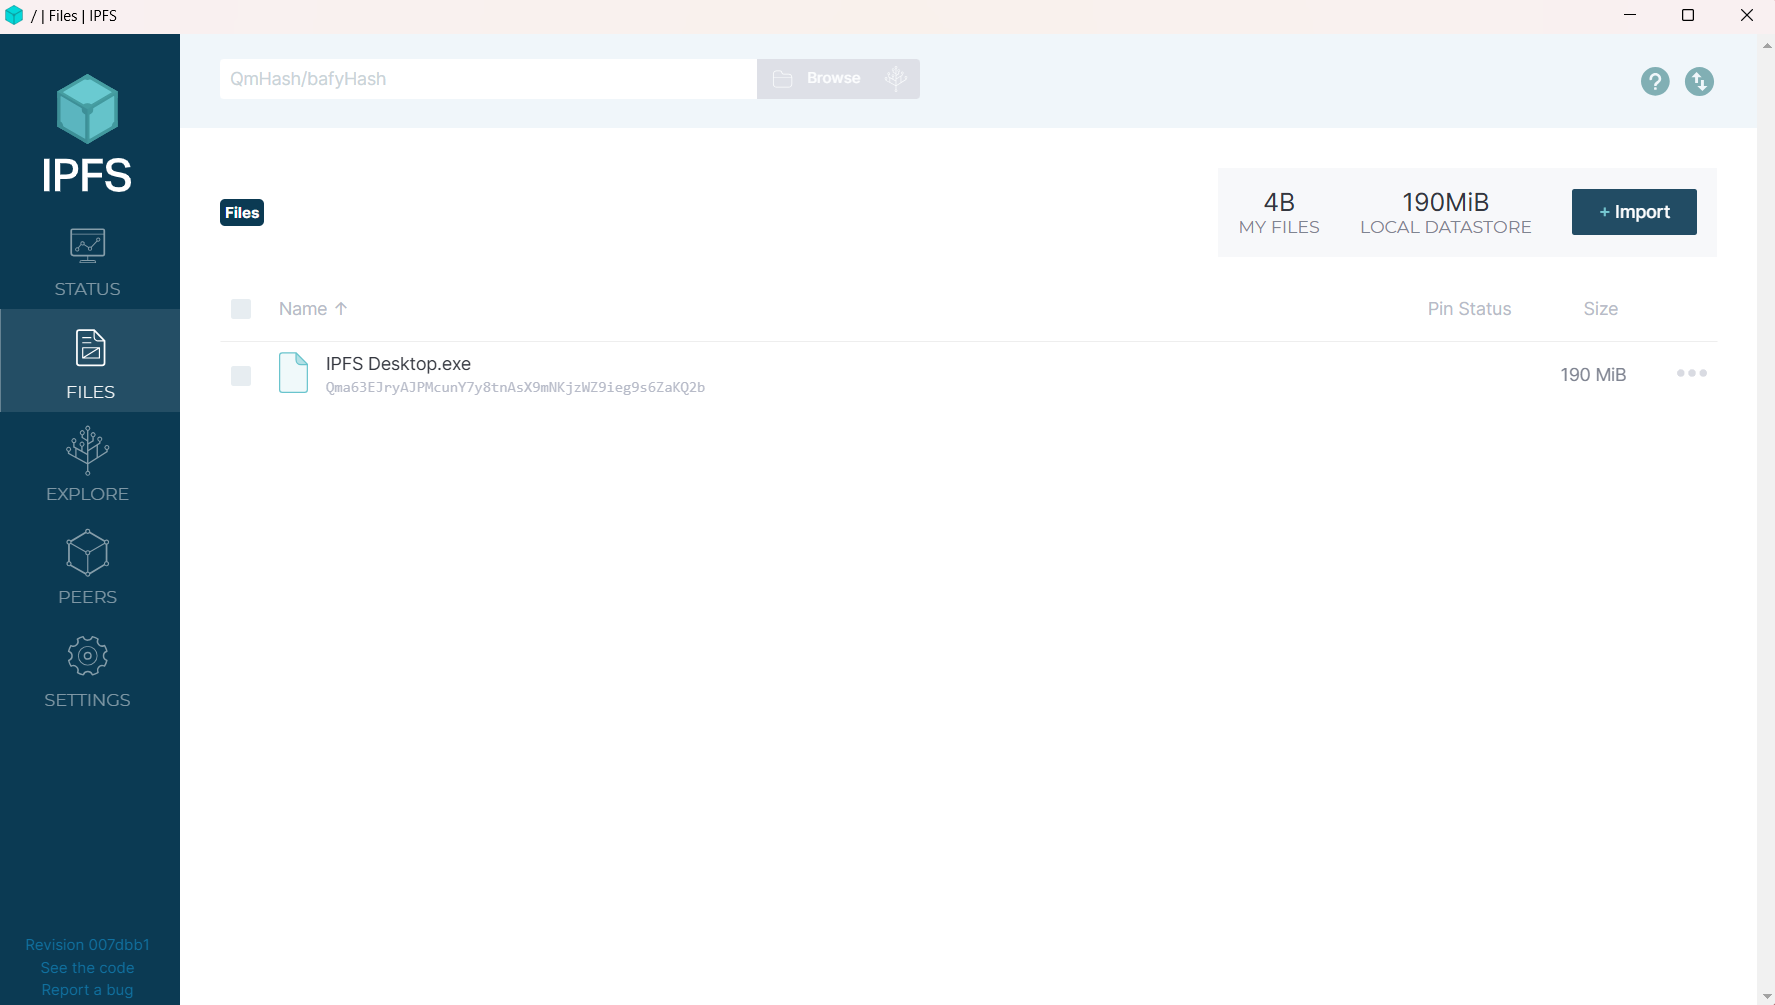 / | Files | IPFS
QmHash/bafyHash
Browse
?
IPFS
STATUS
FILES
EXPLORE
PEERS
SETTINGS
Revision 007dbb1
See the code
Report a bug
Files
4B
MY FILES
190MiB
LOCAL DATASTORE
+ Import
Name ↑
Pin Status
Size
IPFS Desktop.exe
Qma63EJryAJPMcunY7y8tnAsX9mNKjzWZ9ieg9s6ZaKQ2b
190 MiB